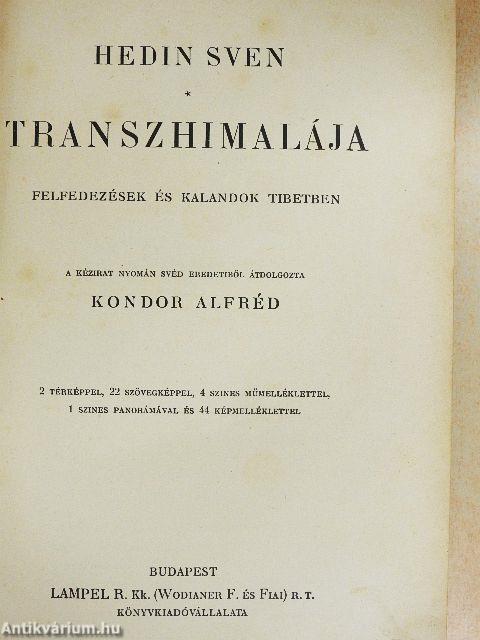 HEDIN SVEN
*
TRANSZHIMALÁJA
FELFEDEZÉSEK ÉS KALANDOK TIBETBEN
A KÉZIRAT NYOMÁN SVÉD EREDETIBŐL ÁTDOLGOZTA
KONDOR ALFRÉD
2 TÉRKÉPPEL, 22 SZÖVEGKÉPPEL, 4 SZINES MŰMELLÉKLETTEL,
1 SZINES PANORÁMÁVAL ÉS 44 KÉPMELLÉKLETTEL
BUDAPEST
LAMPEL R. KK. (WODIANER F. ÉS FIAI) R. T.
KÖNYVKIADÓVÁLLALATA
Antikvárium.hu